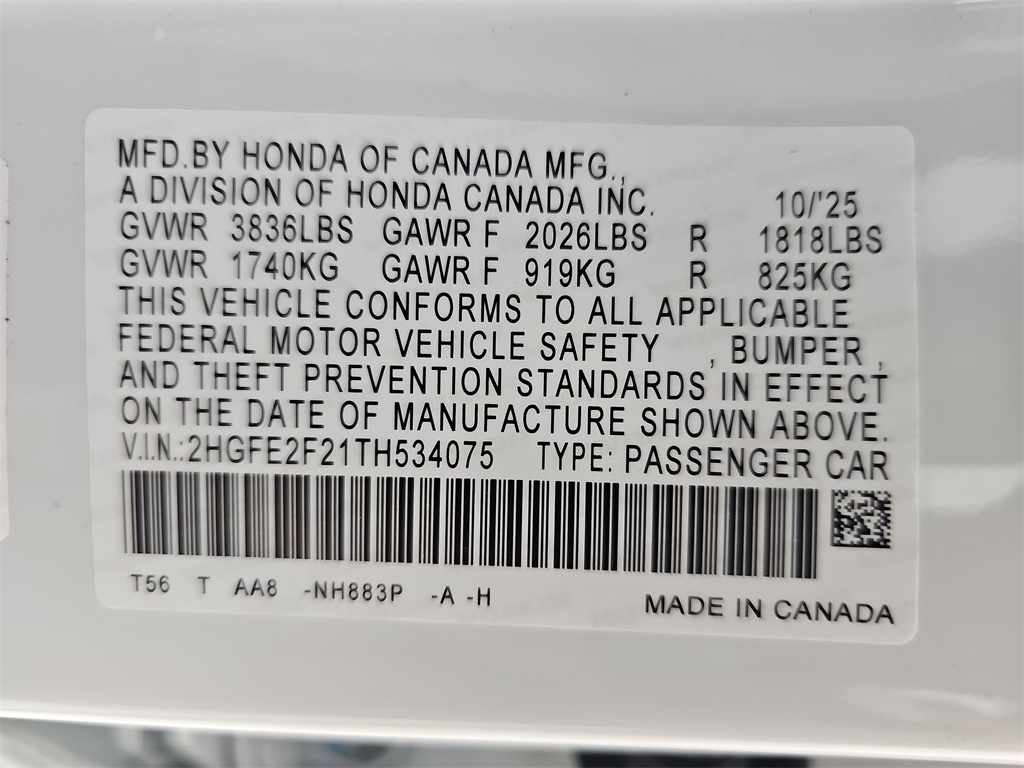 MFD.BY HONDA OF CANADA MFG.,
A DIVISION OF HONDA CANADA INC. 10/'25
GVWR 3836LBS GAWR F 2026LBS R 1818LBS
GVWR 1740KG GAWR F 919KG R 825KG
THIS VEHICLE CONFORMS TO ALL APPLICABLE
FEDERAL MOTOR VEHICLE SAFETY , BUMPER ,
AND THEFT PREVENTION STANDARDS IN EFFECT
ON THE DATE OF MANUFACTURE SHOWN ABOVE.
V.I.N.:2HGFE2F21TH534075 TYPE: PASSENGER CAR
T56 T AA8 -NH883P -A -H
MADE IN CANADA